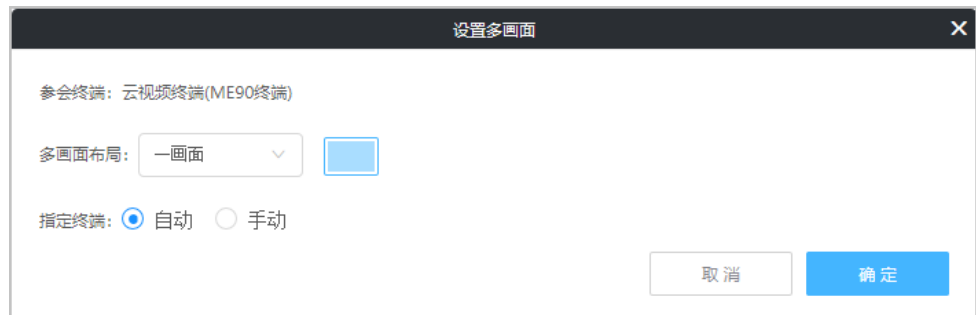 设置多画面
参会终端：云视频终端(ME90终端)
多画面布局： 一画面
指定终端： 自动 手动
取消 确定